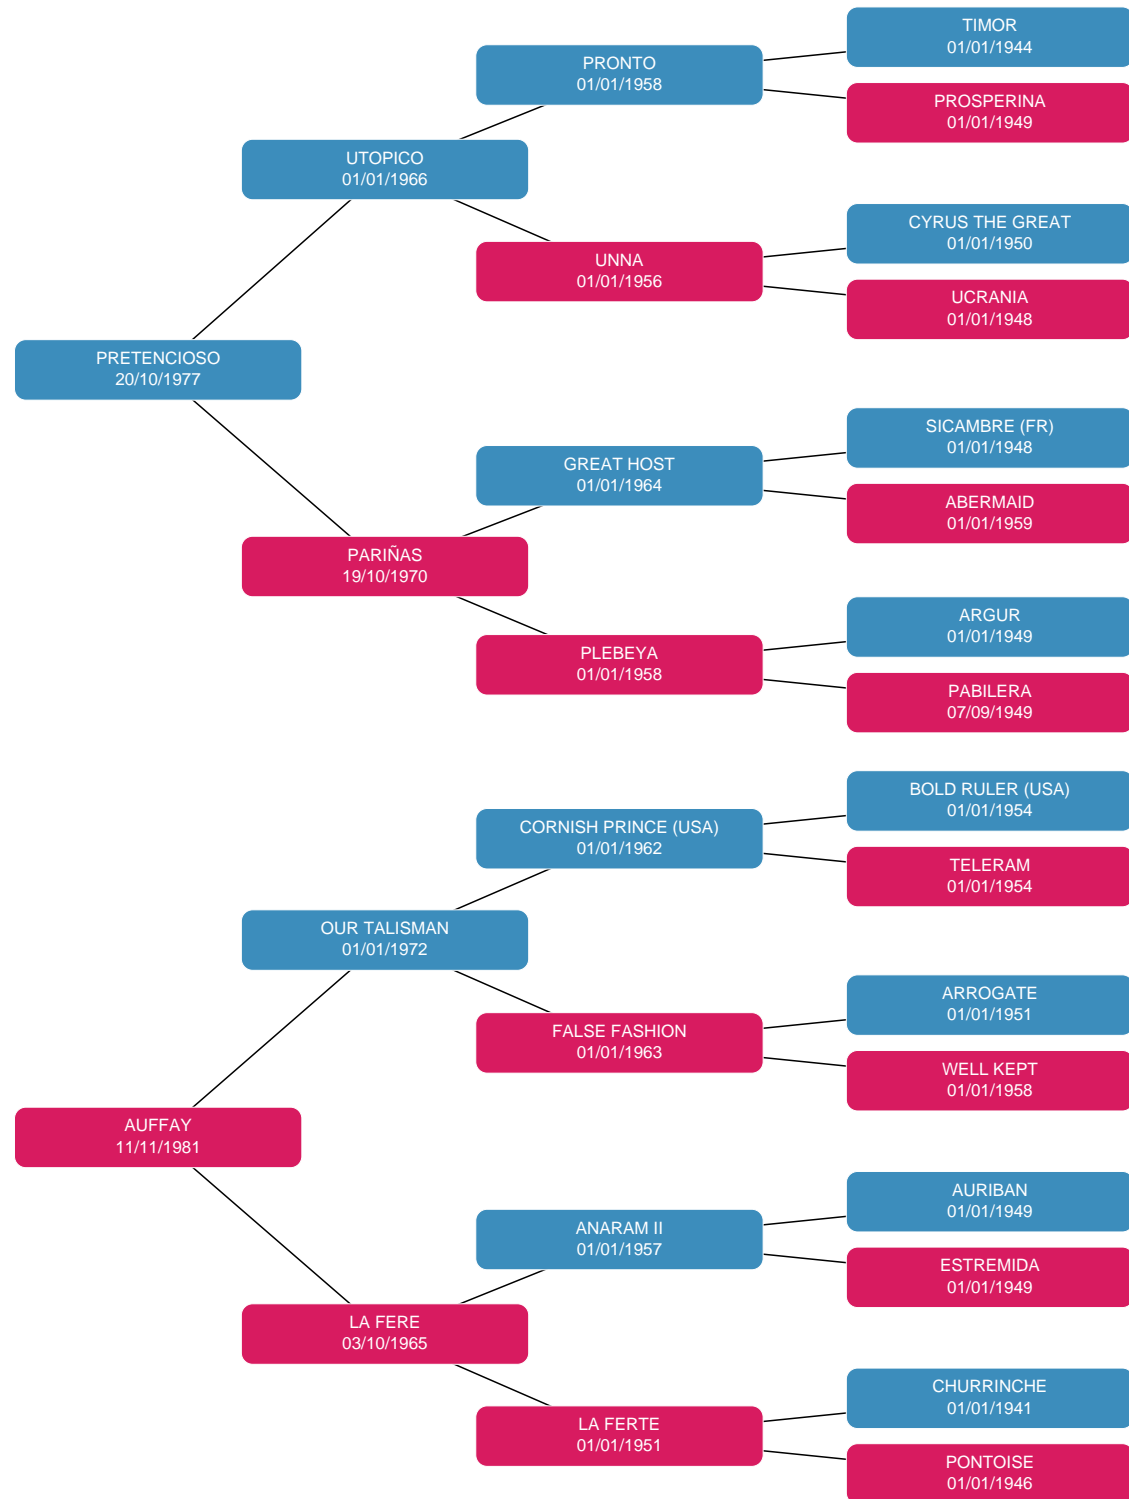 TIMOR
01/01/1944
PRONTO
01/01/1958
PROSPERINA
01/01/1949
UTOPICO
01/01/1966
CYRUS THE GREAT
01/01/1950
UNNA
01/01/1956
UCRANIA
01/01/1948
PRETENCIOSO
20/10/1977
SICAMBRE (FR)
01/01/1948
GREAT HOST
01/01/1964
ABERMAID
01/01/1959
PARIÑAS
19/10/1970
ARGUR
01/01/1949
PLEBEYA
01/01/1958
PABILERA
07/09/1949
BOLD RULER (USA)
01/01/1954
CORNISH PRINCE (USA)
01/01/1962
TELERAM
01/01/1954
OUR TALISMAN
01/01/1972
ARROGATE
01/01/1951
FALSE FASHION
01/01/1963
WELL KEPT
01/01/1958
AUFFAY
11/11/1981
AURIBAN
01/01/1949
ANARAM II
01/01/1957
ESTREMIDA
01/01/1949
LA FERE
03/10/1965
CHURRINCHE
01/01/1941
LA FERTE
01/01/1951
PONTOISE
01/01/1946